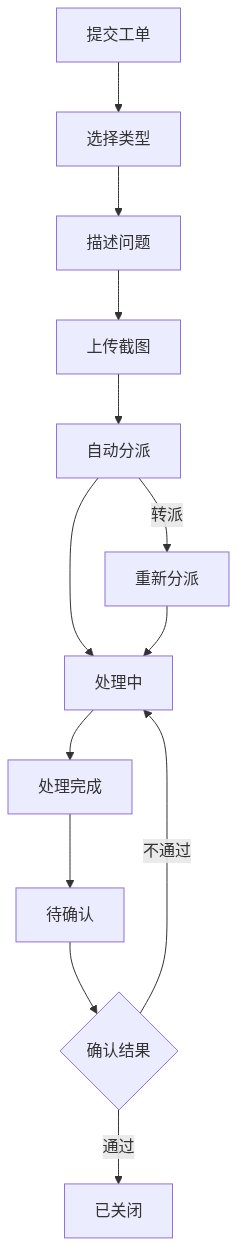 提交工单
选择类型
描述问题
上传截图
自动分派
转派
重新分派
处理中
处理完成
不通过
待确认
确认结果
通过
已关闭